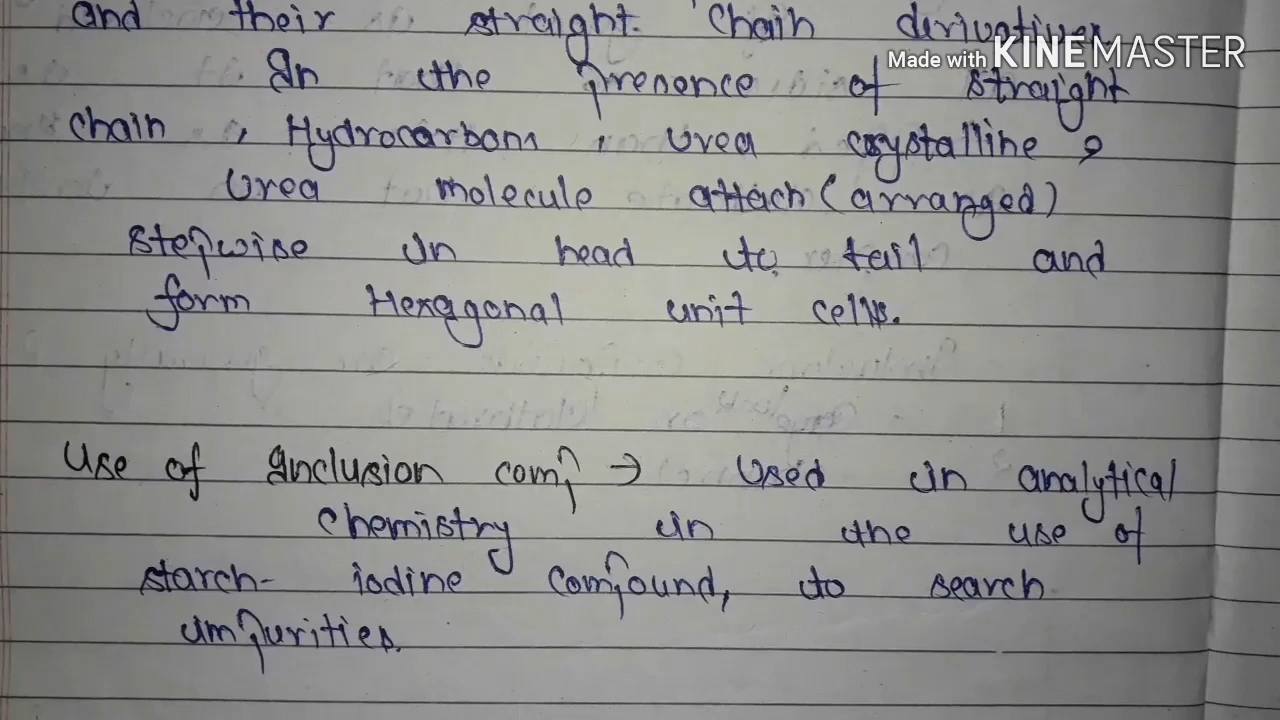 and their straight chain derivatives
Made with KINEMASTER
In the presence of straight
chain, Hydrocarbons, urea crystalline,
Urea molecule attach (arranged)
stepwise in head to tail and
form Hexagonal unit cells.
Use of Inclusion comp → Used in analytical
chemistry in the use of
starch- iodine compound, to search
impurities.